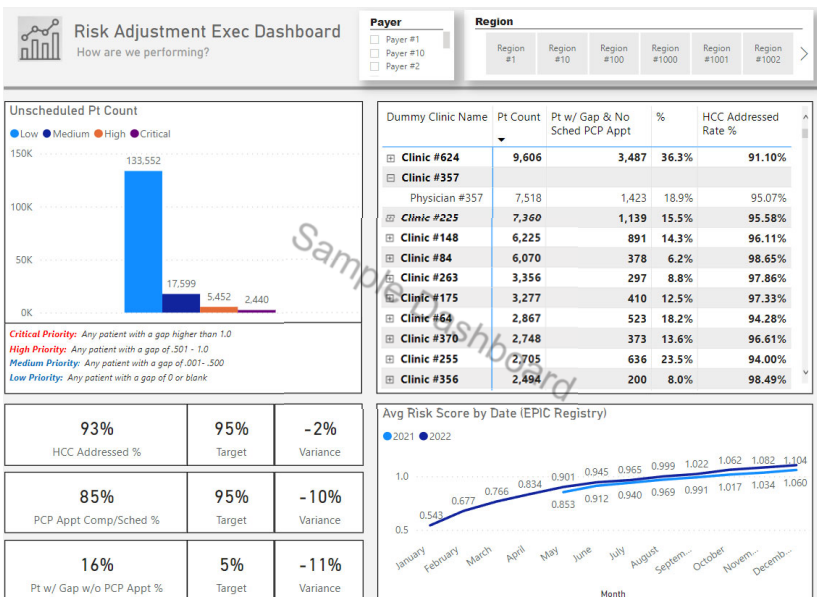 Risk Adjustment Exec Dashboard
How are we performing?
Payer
Payer #1
Payer #10
Payer #2
Region
Region #1
Region #10
Region #100
Region #1000
Region #1001
Region #1002
Unscheduled Pt Count
Low Medium High Critical
150K
100K
50K
0K
133,552
17,599
5,452
2,440
Critical Priority: Any patient with a gap higher than 1.0
High Priority: Any patient with a gap of .501 - 1.0
Medium Priority: Any patient with a gap of .001- .500
Low Priority: Any patient with a gap of 0 or blank
Dummy Clinic Name Pt Count Pt w/ Gap & No Sched PCP Appt % HCC Addressed Rate %
Clinic #624 9,606 3,487 36.3% 91.10%
Clinic #357
Physician #357 7,518 1,423 18.9% 95.07%
Clinic #225 7,360 1,139 15.5% 95.58%
Clinic #148 6,225 891 14.3% 96.11%
Clinic #84 6,070 378 6.2% 98.65%
Clinic #263 3,356 297 8.8% 97.86%
Clinic #175 3,277 410 12.5% 97.33%
Clinic #64 2,867 523 18.2% 94.28%
Clinic #370 2,748 373 13.6% 96.61%
Clinic #255 2,705 636 23.5% 94.00%
Clinic #356 2,494 200 8.0% 98.49%
Sample Dashboard
93% 95% -2%
HCC Addressed % Target Variance
85% 95% -10%
PCP Appt Comp/Sched % Target Variance
16% 5% -11%
Pt w/ Gap w/o PCP Appt % Target Variance
Avg Risk Score by Date (EPIC Registry)
2021 2022
1.0
0.5
0.543 0.677 0.766 0.834 0.901 0.945 0.965 0.999 1.022 1.062 1.082 1.104
0.853 0.912 0.940 0.969 0.991 1.017 1.034 1.060
January February March April May June July August Septem... October Novem... Decemb...
Month